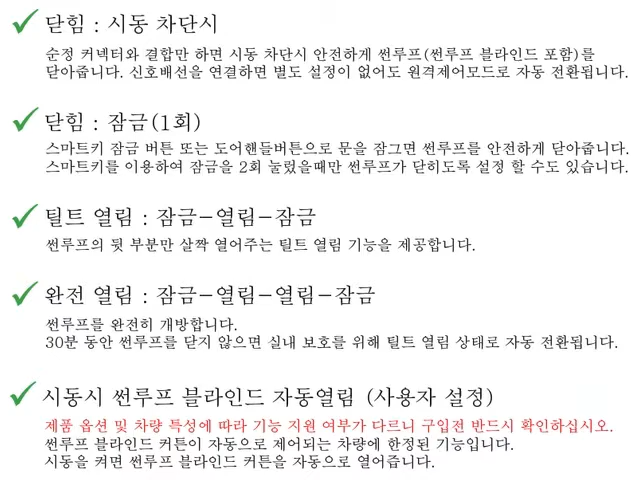 닫힘 : 시동 차단시
순정 커넥터와 결합만 하면 시동 차단시 안전하게 썬루프(썬루프 블라인드 포함)를
닫아줍니다. 신호배선을 연결하면 별도 설정이 없어도 원격제어모드로 자동 전환됩니다.
닫힘 : 잠금(1회)
스마트키 잠금 버튼 또는 도어핸들버튼으로 문을 잠그면 썬루프를 안전하게 닫아줍니다.
스마트키를 이용하여 잠금을 2회 눌렀을때만 썬루프가 닫히도록 설정 할 수도 있습니다.
틸트 열림 : 잠금-열림-잠금
썬루프의 뒷 부분만 살짝 열어주는 틸트 열림 기능을 제공합니다.
완전 열림 : 잠금-열림-열림-잠금
썬루프를 완전히 개방합니다.
30분 동안 썬루프를 닫지 않으면 실내 보호를 위해 틸트 열림 상태로 자동 전환됩니다.
시동시 썬루프 블라인드 자동열림 (사용자 설정)
제품 옵션 및 차량 특성에 따라 기능 지원 여부가 다르니 구입전 반드시 확인하십시오.
썬루프 블라인드 커튼이 자동으로 제어되는 차량에 한정된 기능입니다.
시동을 켜면 썬루프 블라인드 커튼을 자동으로 열어줍니다.